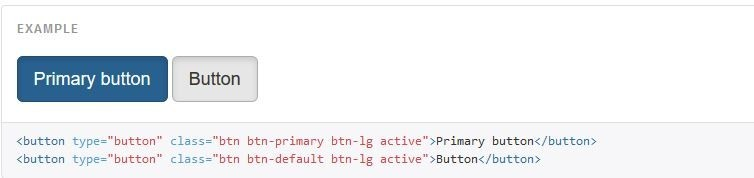 EXAMPLE
Primary button Button
<button type="button" class="btn btn-primary btn-lg active">Primary button</button>
<button type="button" class="btn btn-default btn-lg active">Button</button>